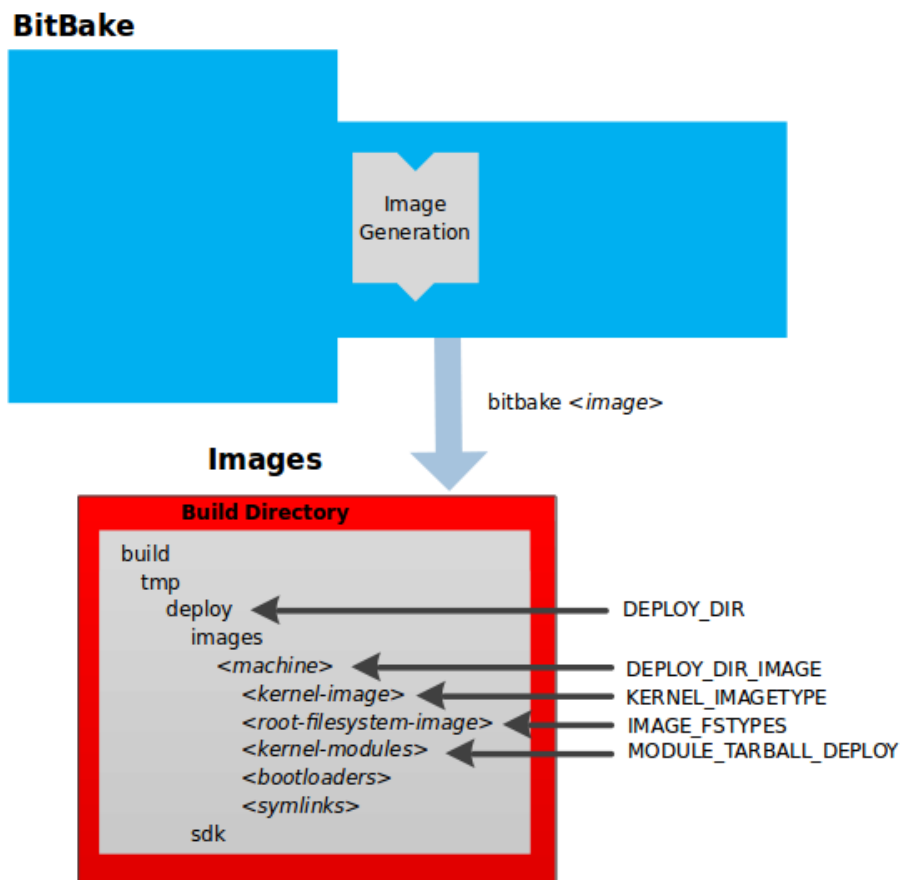 BitBake
Image
Generation
bitbake <image>
Images
Build Directory
build
tmp
deploy
DEPLOY_DIR
images
<machine>
DEPLOY_DIR_IMAGE
<kernel-image>
KERNEL_IMAGETYPE
<root-filesystem-image>
IMAGE_FSTYPES
<kernel-modules>
MODULE_TARBALL_DEPLOY
<bootloaders>
<symlinks>
sdk